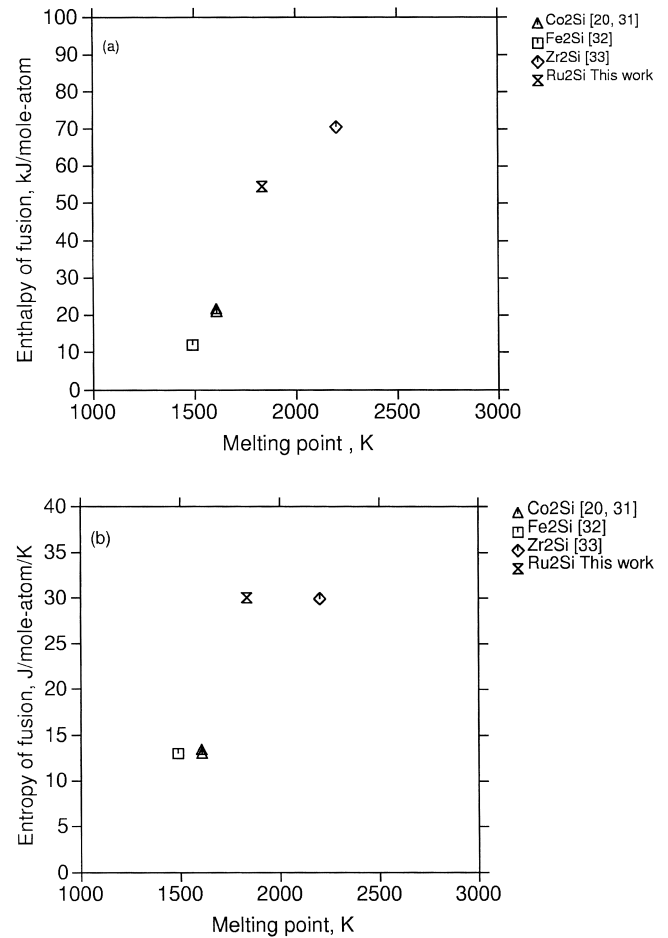 100
90
80
70
60
50
40
30
20
10
0
Enthalpy of fusion, kJ/mole-atom
(a)
1000 1500 2000 2500 3000
Melting point , K
Co2Si [20, 31]
Fe2Si [32]
Zr2Si [33]
Ru2Si This work
40
35
30
25
20
15
10
5
0
Entropy of fusion, J/mole-atom/K
(b)
1000 1500 2000 2500 3000
Melting point, K
Co2Si [20, 31]
Fe2Si [32]
Zr2Si [33]
Ru2Si This work